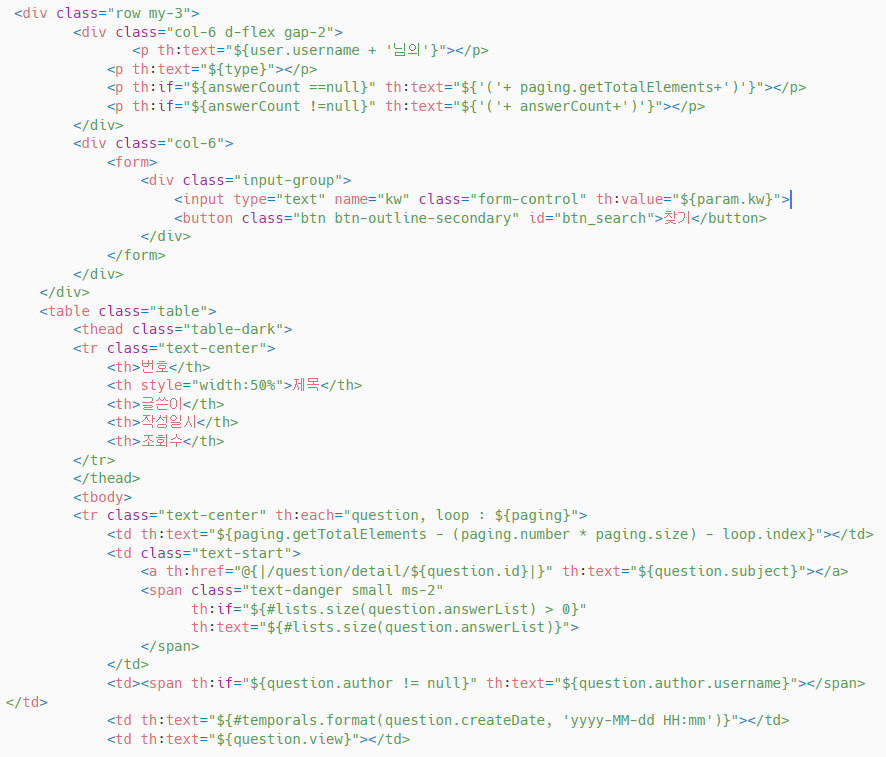 <div class="row my-3">
<div class="col-6 d-flex gap-2">
<p th:text="${user.username + '님의'}"></p>
<p th:text="${type}"></p>
<p th:if="${answerCount ==null}" th:text="${'('+ paging.getTotalElements+')'}"></p>
<p th:if="${answerCount !=null}" th:text="${'('+ answerCount+')'}"></p>
</div>
<div class="col-6">
<form>
<div class="input-group">
<input type="text" name="kw" class="form-control" th:value="${param.kw}">
<button class="btn btn-outline-secondary" id="btn_search">찾기</button>
</div>
</form>
</div>
</div>
<table class="table">
<thead class="table-dark">
<tr class="text-center">
<th>번호</th>
<th style="width:50%">제목</th>
<th>글쓴이</th>
<th>작성일시</th>
<th>조회수</th>
</tr>
</thead>
<tbody>
<tr class="text-center" th:each="question, loop : ${paging}">
<td th:text="${paging.getTotalElements - (paging.number * paging.size) - loop.index}"></td>
<td class="text-start">
<a th:href="@{|/question/detail/${question.id}|}" th:text="${question.subject}"></a>
<span class="text-danger small ms-2"
th:if="${#lists.size(question.answerList) > 0}"
th:text="${#lists.size(question.answerList)}">
</span>
</td>
<td><span th:if="${question.author != null}" th:text="${question.author.username}"></span>
</td>
<td th:text="${#temporals.format(question.createDate, 'yyyy-MM-dd HH:mm')}"></td>
<td th:text="${question.view}"></td>